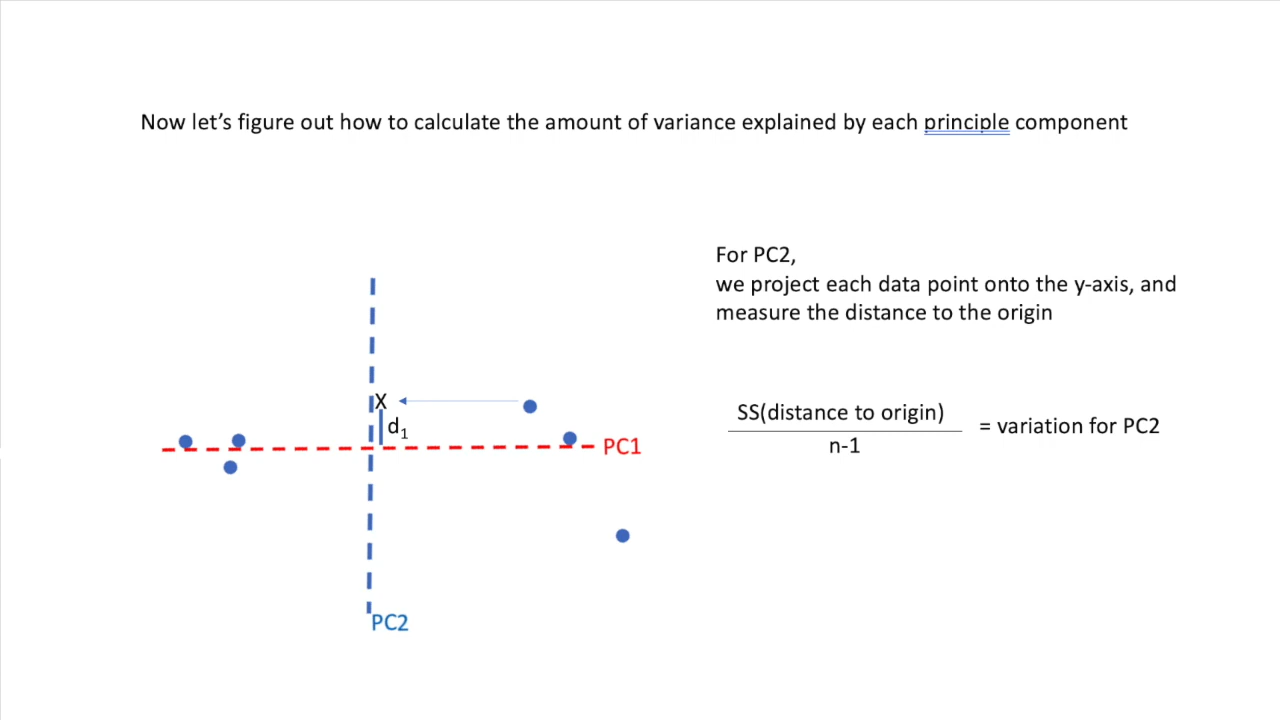 Now let's figure out how to calculate the amount of variance explained by each principle component
For PC2,
we project each data point onto the y-axis, and
measure the distance to the origin
X
d₁
PC1
PC2
SS(distance to origin)
n-1
= variation for PC2